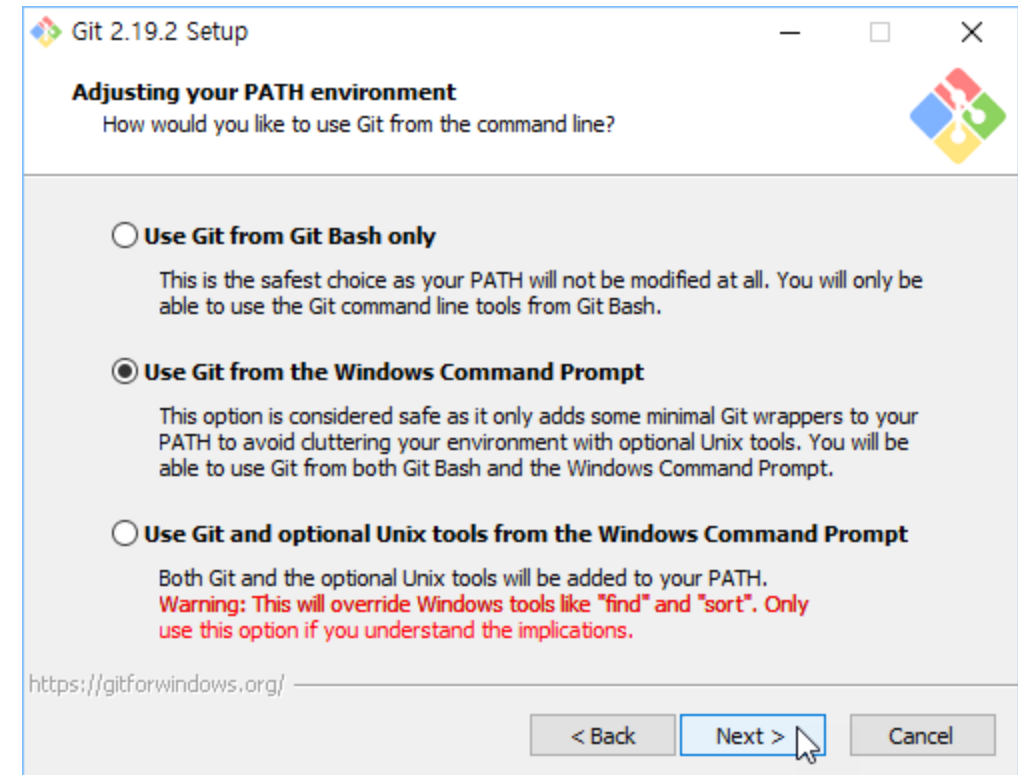 Git 2.19.2 Setup
Adjusting your PATH environment
How would you like to use Git from the command line?
Use Git from Git Bash only
This is the safest choice as your PATH will not be modified at all. You will only be
able to use the Git command line tools from Git Bash.
Use Git from the Windows Command Prompt
This option is considered safe as it only adds some minimal Git wrappers to your
PATH to avoid cluttering your environment with optional Unix tools. You will be
able to use Git from both Git Bash and the Windows Command Prompt.
Use Git and optional Unix tools from the Windows Command Prompt
Both Git and the optional Unix tools will be added to your PATH.
Warning: This will override Windows tools like "find" and "sort". Only
use this option if you understand the implications.
https://gitforwindows.org/
< Back Next > Cancel